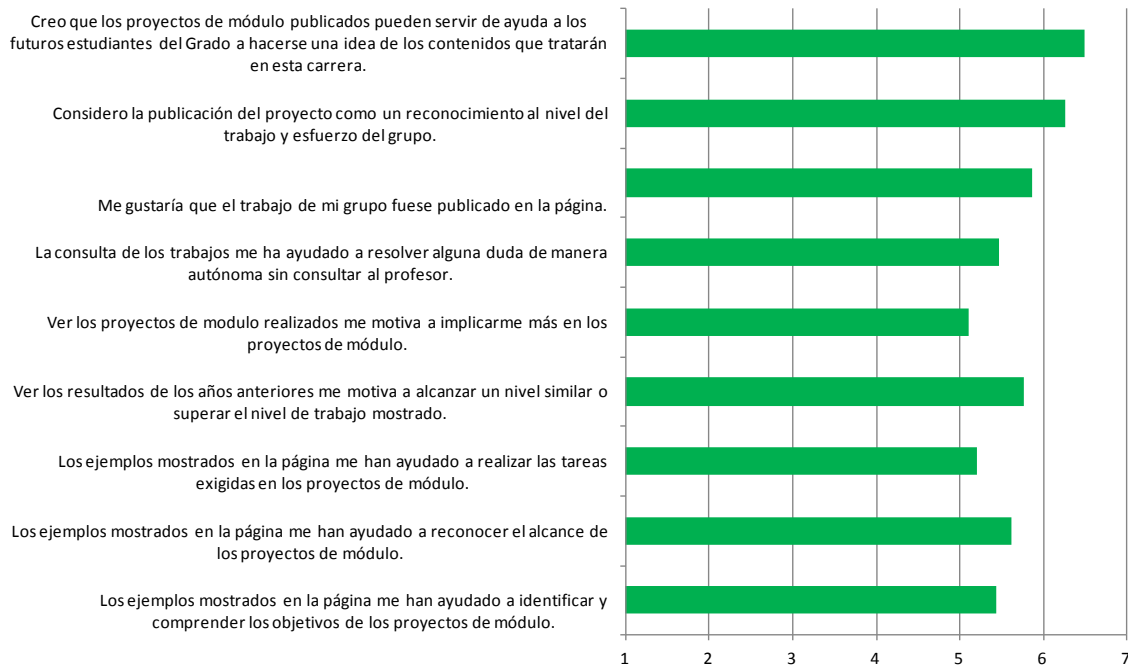 Creo que los proyectos de módulo publicados pueden servir de ayuda a los
futuros estudiantes del Grado a hacerse una idea de los contenidos que tratarán
en esta carrera.
Considero la publicación del proyecto como un reconocimiento al nivel del
trabajo y esfuerzo del grupo.
Me gustaría que el trabajo de mi grupo fuese publicado en la página.
La consulta de los trabajos me ha ayudado a resolver alguna duda de manera
autónoma sin consultar al profesor.
Ver los proyectos de modulo realizados me motiva a implicarme más en los
proyectos de módulo.
Ver los resultados de los años anteriores me motiva a alcanzar un nivel similar o
superar el nivel de trabajo mostrado.
Los ejemplos mostrados en la página me han ayudado a realizar las tareas
exigidas en los proyectos de módulo.
Los ejemplos mostrados en la página me han ayudado a reconocer el alcance de
los proyectos de módulo.
Los ejemplos mostrados en la página me han ayudado a identificar y
comprender los objetivos de los proyectos de módulo.
1 2 3 4 5 6 7